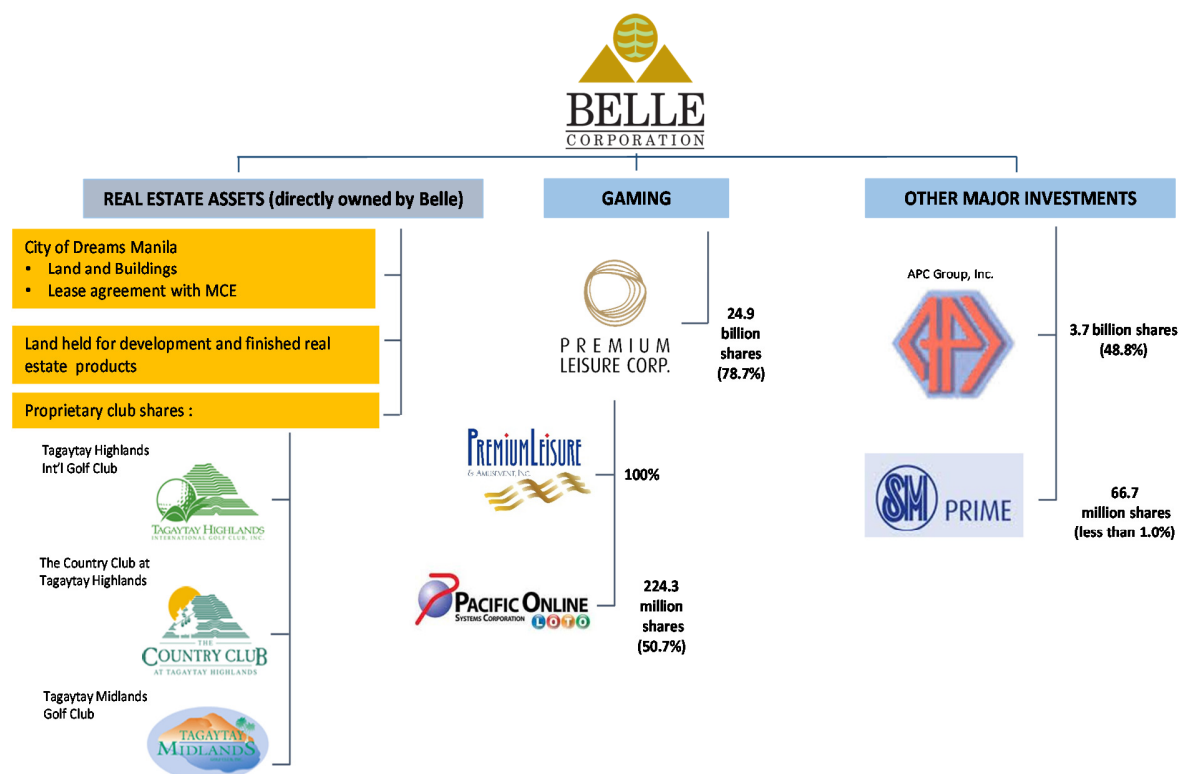 BELLE
CORPORATION
REAL ESTATE ASSETS (directly owned by Belle)
City of Dreams Manila
• Land and Buildings
• Lease agreement with MCE
Land held for development and finished real
estate products
Proprietary club shares :
Tagaytay Highlands
Int'l Golf Club
TAGAYTAY HIGHLANDS
INTERNATIONAL GOLF CLUB, INC.
The Country Club at
Tagaytay Highlands
THE
COUNTRY CLUB
AT TAGAYTAY HIGHLANDS
Tagaytay Midlands
Golf Club
TAGAYTAY
MIDLANDS
GAMING
PREMIUM
LEISURE CORP.
24.9
billion
shares
(78.7%)
PREMIUMLEISURE
& AMUSEMENT, INC.
100%
PACIFIC ONLINE
SYSTEMS CORPORATION
LOTO
224.3
million
shares
(50.7%)
OTHER MAJOR INVESTMENTS
APC Group, Inc.
APC
3.7 billion shares
(48.8%)
SM PRIME
66.7
million shares
(less than 1.0%)